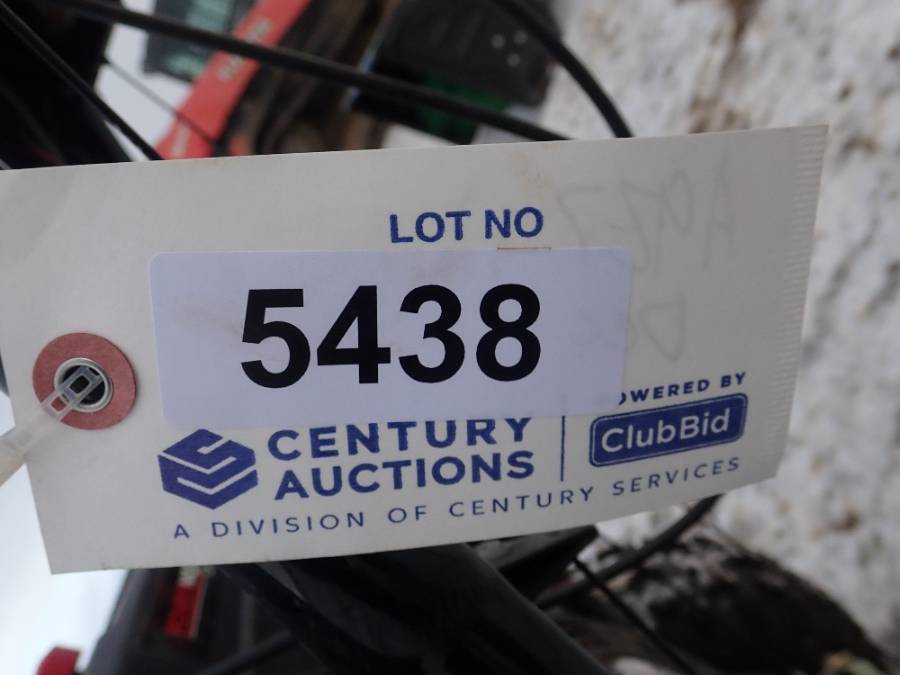 LOT NO
5438
CENTURY
AUCTIONS
POWERED BY
ClubBid
A DIVISION OF CENTURY SERVICES